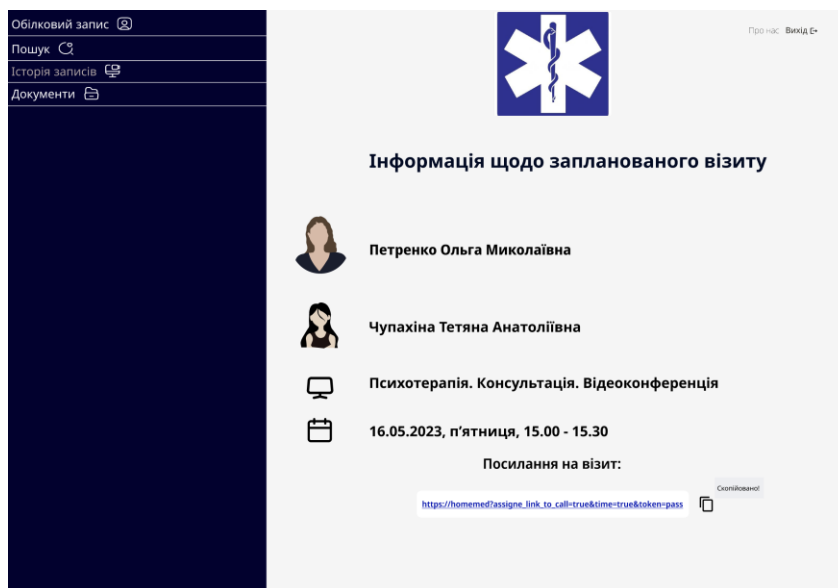 Обілковий запис
Пошук
Історія записів
Документи
Про нас Вихід
Інформація щодо запланованого візиту
Петренко Ольга Миколаївна
Чупахіна Тетяна Анатоліївна
Психотерапія. Консультація. Відеоконференція
16.05.2023, п’ятниця, 15.00 - 15.30
Посилання на візит:
Скопійовано!
https://homemed?assigne_link_to_call=true&time=true&token=pass